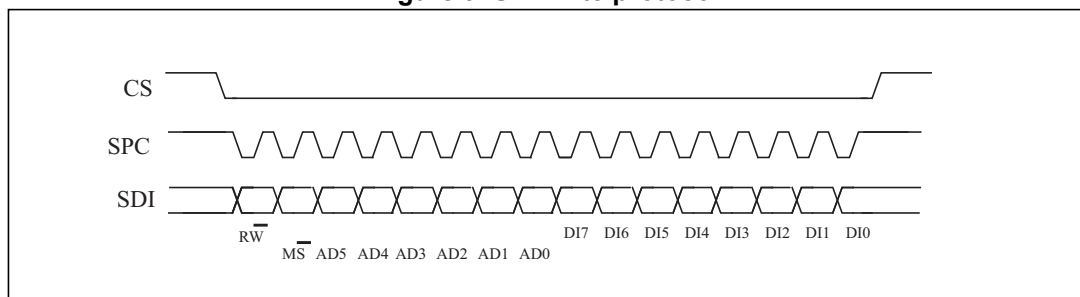 CS
SPC
SDI
RW
DI7 DI6 DI5 DI4 DI3 DI2 DI1 DI0
MS AD5 AD4 AD3 AD2 AD1 AD0